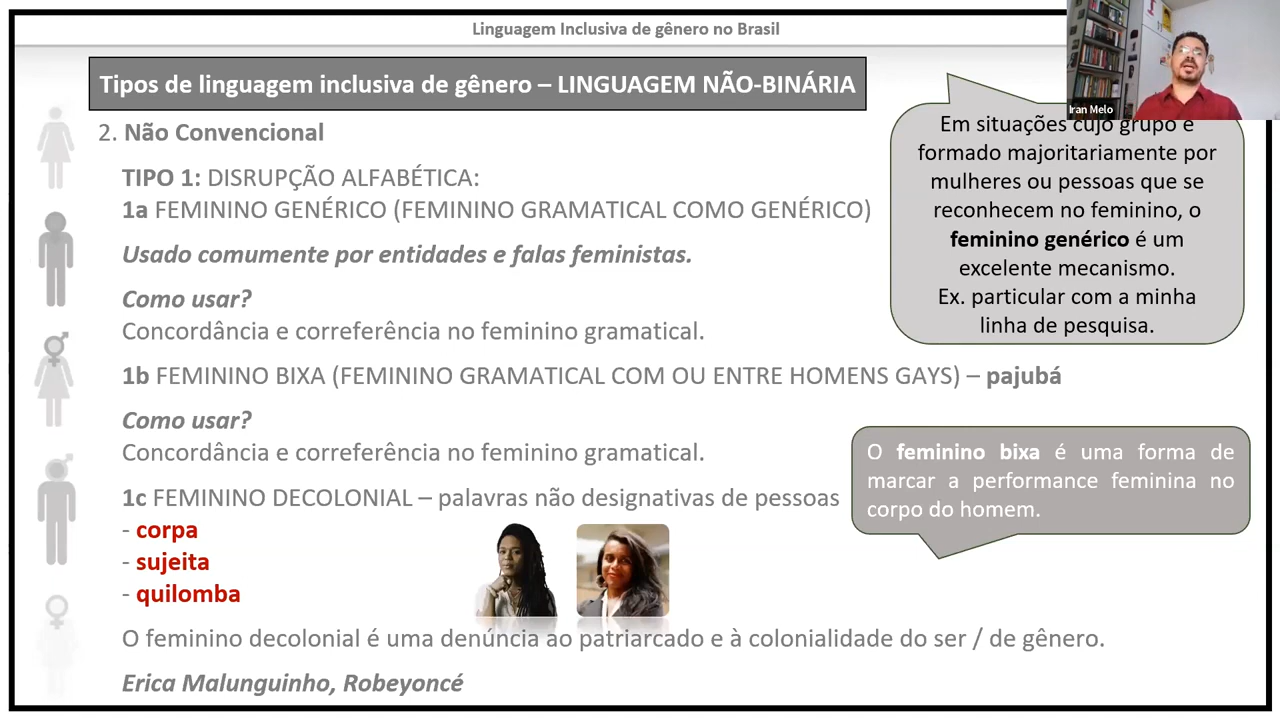 Linguagem Inclusiva de gênero no Brasil
Tipos de linguagem inclusiva de gênero – LINGUAGEM NÃO-BINÁRIA
Iran Melo
2. Não Convencional
TIPO 1: DISRUPÇÃO ALFABÉTICA:
1a FEMININO GENÉRICO (FEMININO GRAMATICAL COMO GENÉRICO)
Usado comumente por entidades e falas feministas.
Como usar?
Concordância e correferência no feminino gramatical.
Em situações cujo grupo é
formado majoritariamente por
mulheres ou pessoas que se
reconhecem no feminino, o
feminino genérico é um
excelente mecanismo.
Ex. particular com a minha
linha de pesquisa.
1b FEMININO BIXA (FEMININO GRAMATICAL COM OU ENTRE HOMENS GAYS) – pajubá
Como usar?
Concordância e correferência no feminino gramatical.
O feminino bixa é uma forma de
marcar a performance feminina no
corpo do homem.
1c FEMININO DECOLONIAL – palavras não designativas de pessoas
- corpa
- sujeita
- quilomba
O feminino decolonial é uma denúncia ao patriarcado e à colonialidade do ser / de gênero.
Erica Malunguinho, Robeyoncé